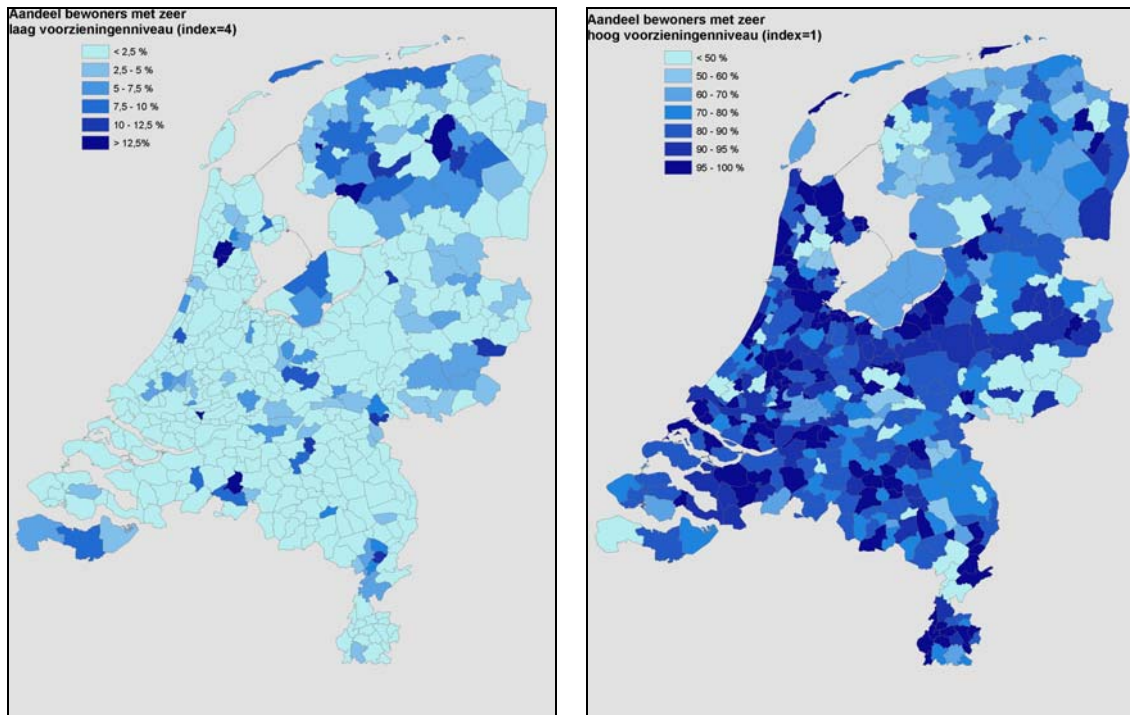 Aandeel bewoners met zeer
laag voorzieningenniveau (index=4)
< 2,5 %
2,5 - 5 %
5 - 7,5 %
7,5 - 10 %
10 - 12,5 %
> 12,5%
Aandeel bewoners met zeer
hoog voorzieningenniveau (index=1)
< 50 %
50 - 60 %
60 - 70 %
70 - 80 %
80 - 90 %
90 - 95 %
95 - 100 %